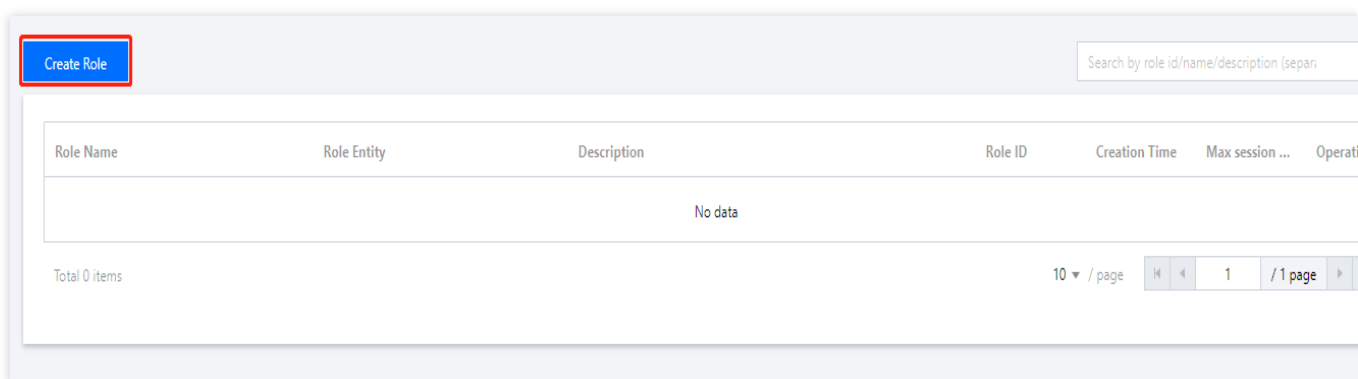 Create Role
Search by role id/name/description (separ
Role Name Role Entity Description Role ID Creation Time Max session ... Operati
No data
Total 0 items 10 / page 1 / 1 page